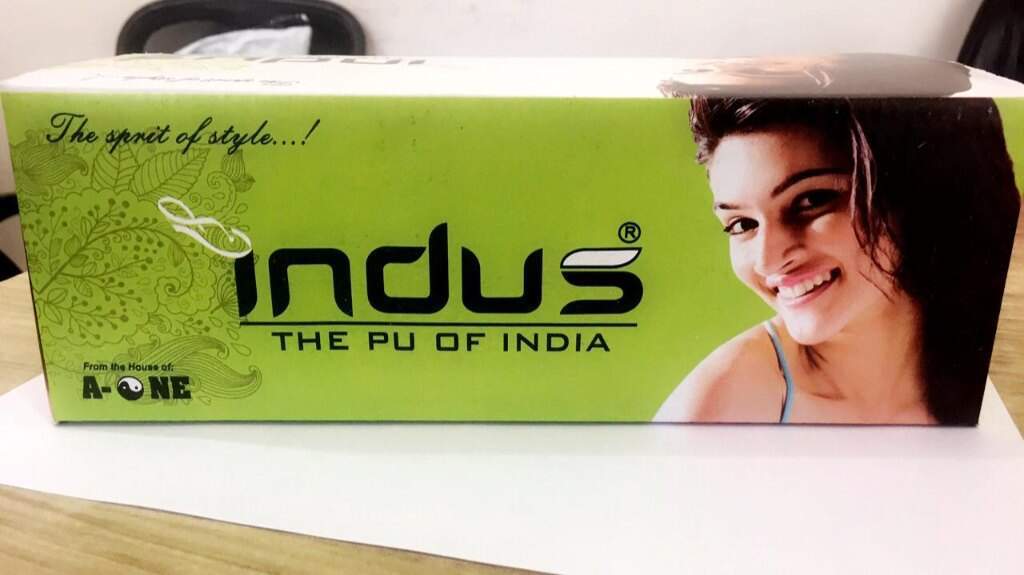 The sprit of style...!
indus®
THE PU OF INDIA
From the House of:
A-ONE